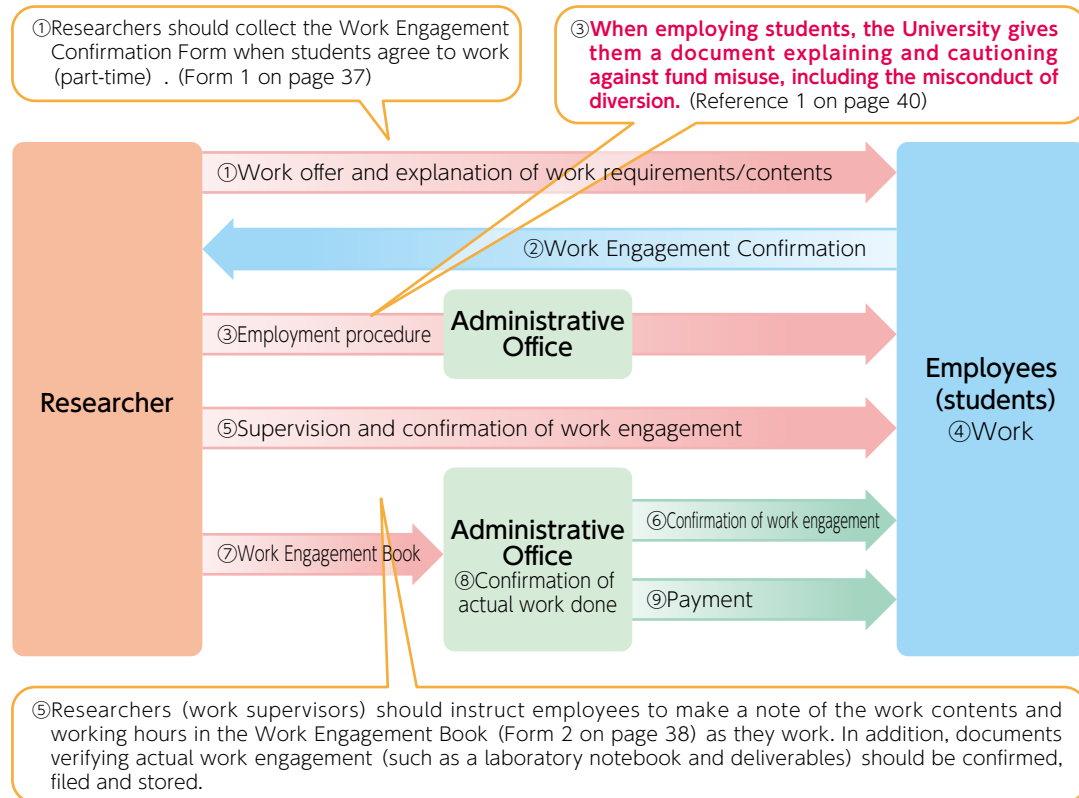 ①Researchers should collect the Work Engagement
Confirmation Form when students agree to work
(part-time) . (Form 1 on page 37)
③When employing students, the University gives
them a document explaining and cautioning
against fund misuse, including the misconduct of
diversion. (Reference 1 on page 40)
①Work offer and explanation of work requirements/contents
②Work Engagement Confirmation
③Employment procedure
Administrative
Office
Researcher
Employees
(students)
④Work
⑤Supervision and confirmation of work engagement
⑦Work Engagement Book
Administrative
Office
⑧Confirmation of
actual work done
⑥Confirmation of work engagement
⑨Payment
⑤Researchers (work supervisors) should instruct employees to make a note of the work contents and
working hours in the Work Engagement Book (Form 2 on page 38) as they work. In addition, documents
verifying actual work engagement (such as a laboratory notebook and deliverables) should be confirmed,
filed and stored.